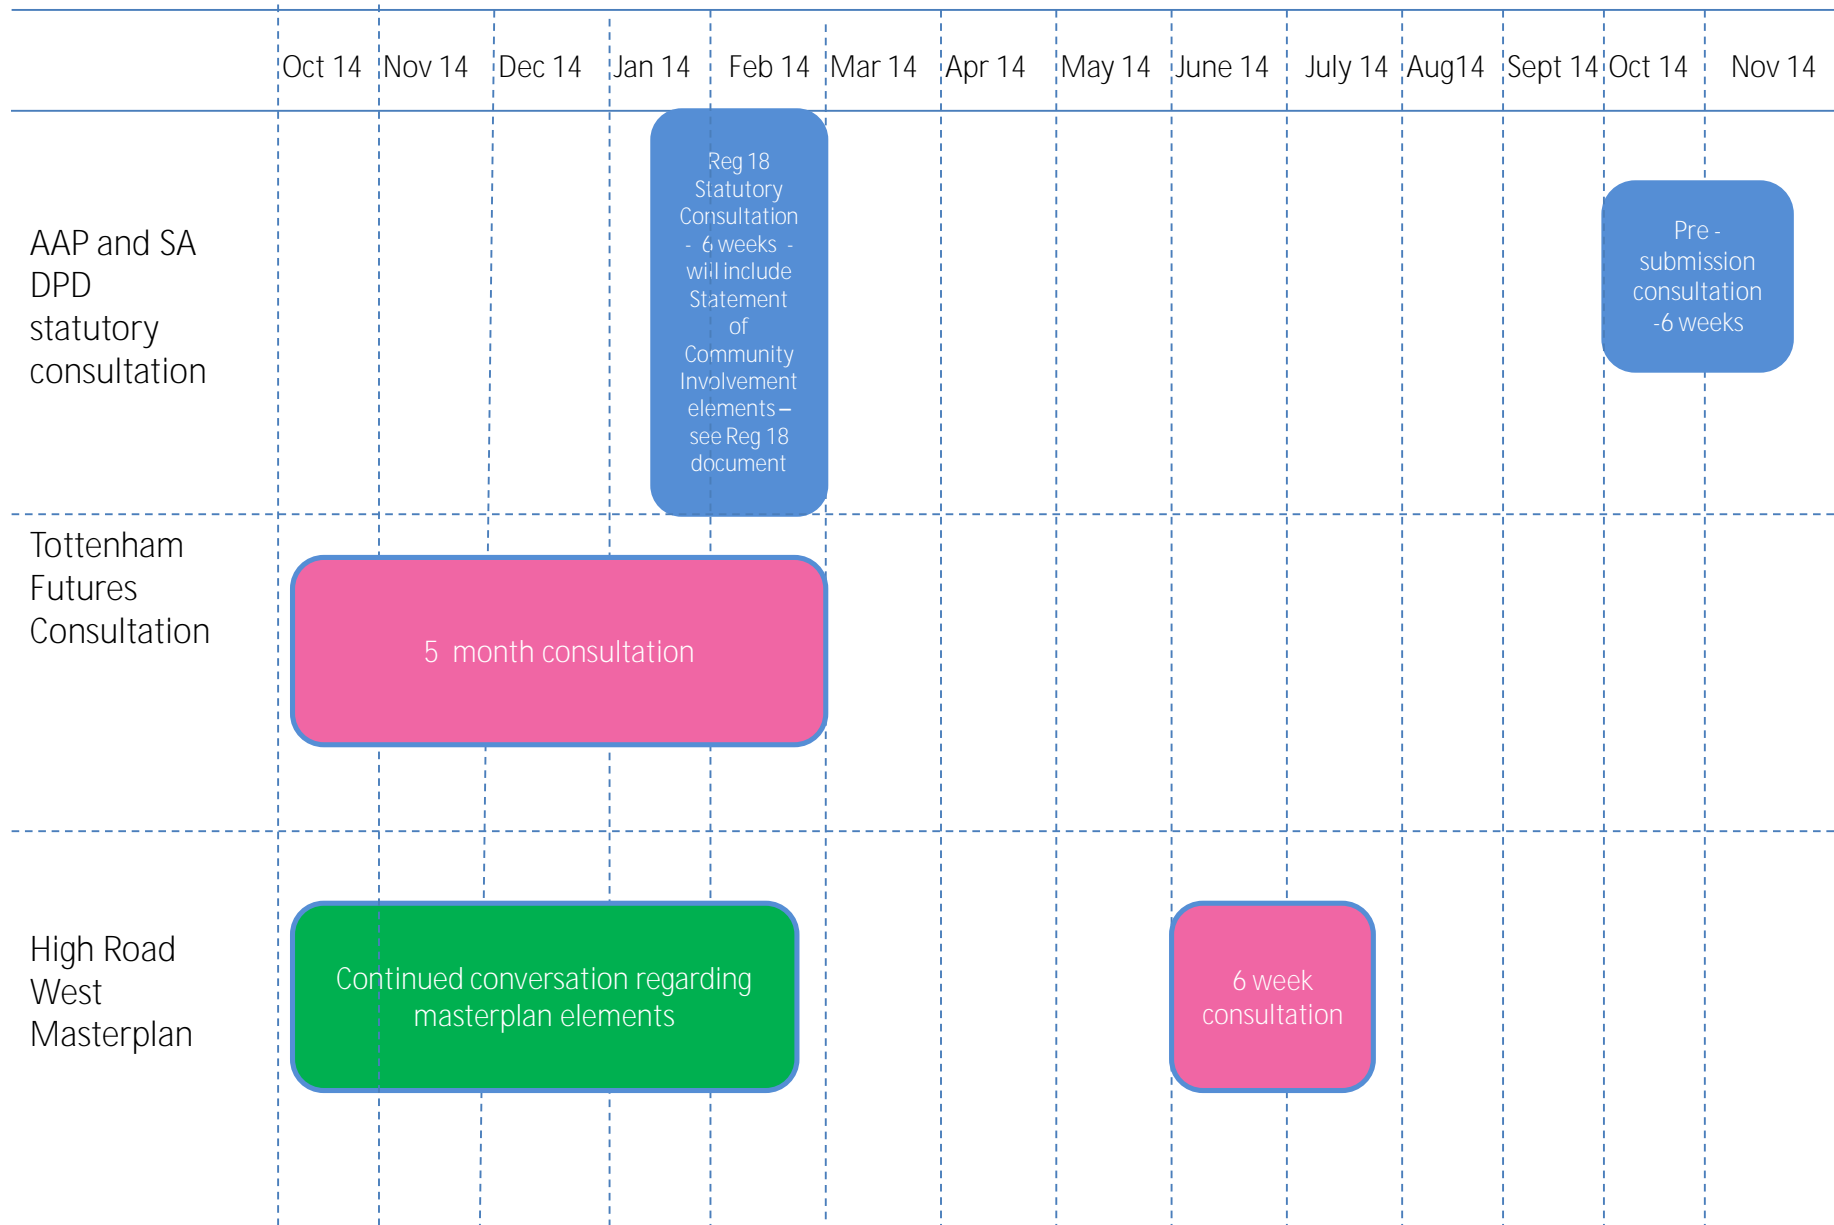 Oct 14 Nov 14 Dec 14 Jan 14 Feb 14 Mar 14 Apr 14 May 14 June 14 July 14 Aug14 Sept 14 Oct 14 Nov 14
AAP and SA
DPD
statutory
consultation
Reg 18
Statutory
Consultation
- 6 weeks -
will include
Statement
of
Community
Involvement
elements –
see Reg 18
document
Pre -
submission
consultation
-6 weeks
Tottenham
Futures
Consultation
5 month consultation
High Road
West
Masterplan
Continued conversation regarding
masterplan elements
6 week
consultation